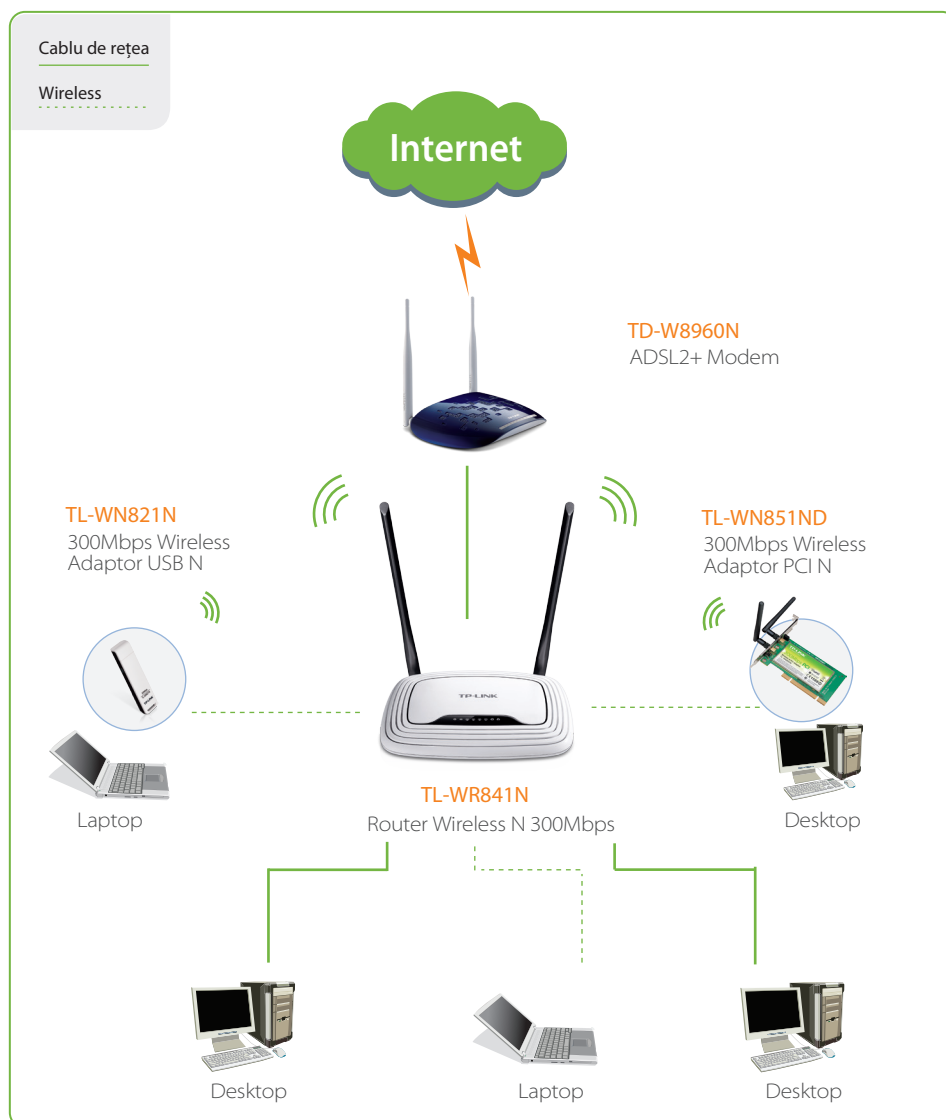 Cablu de rețea
Wireless
Internet
TD-W8960N
ADSL2+ Modem
TL-WN821N
300Mbps Wireless
Adaptor USB N
TL-WN851ND
300Mbps Wireless
Adaptor PCI N
TP-LINK
Laptop
TL-WR841N
Router Wireless N 300Mbps
Desktop
Desktop
Laptop
Desktop